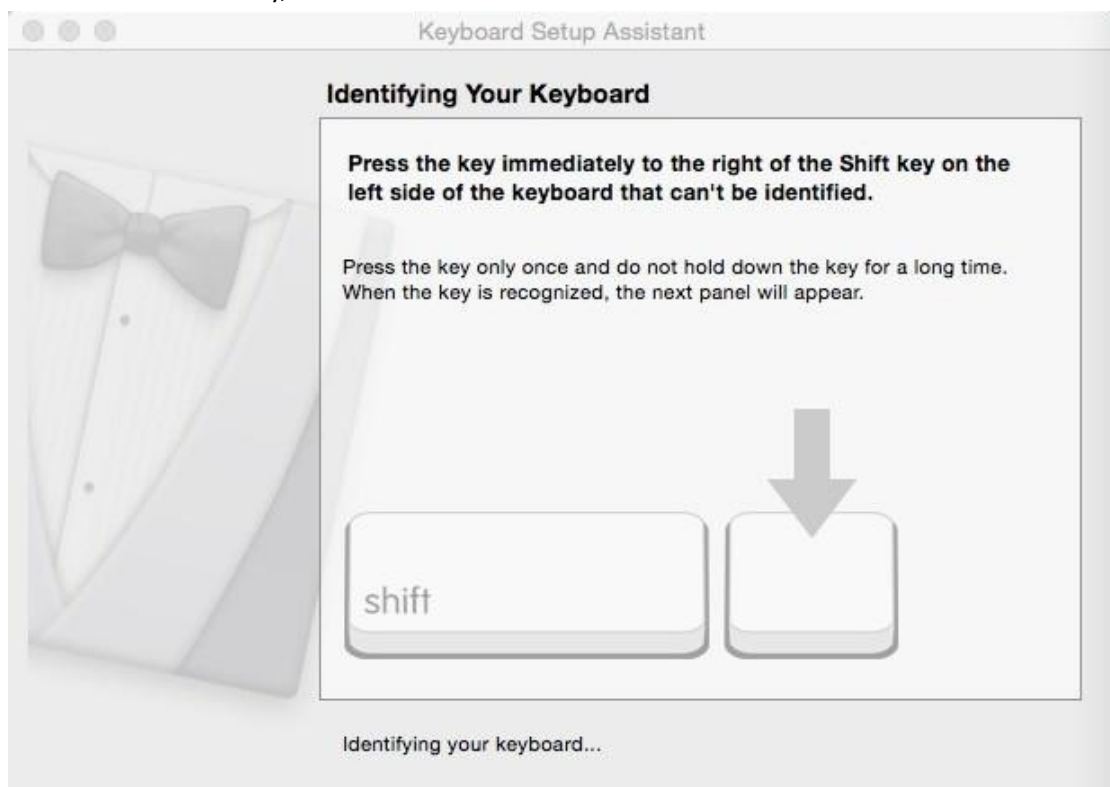 Keyboard Setup Assistant
Identifying Your Keyboard
Press the key immediately to the right of the Shift key on the
left side of the keyboard that can't be identified.
Press the key only once and do not hold down the key for a long time.
When the key is recognized, the next panel will appear.
shift
Identifying your keyboard...